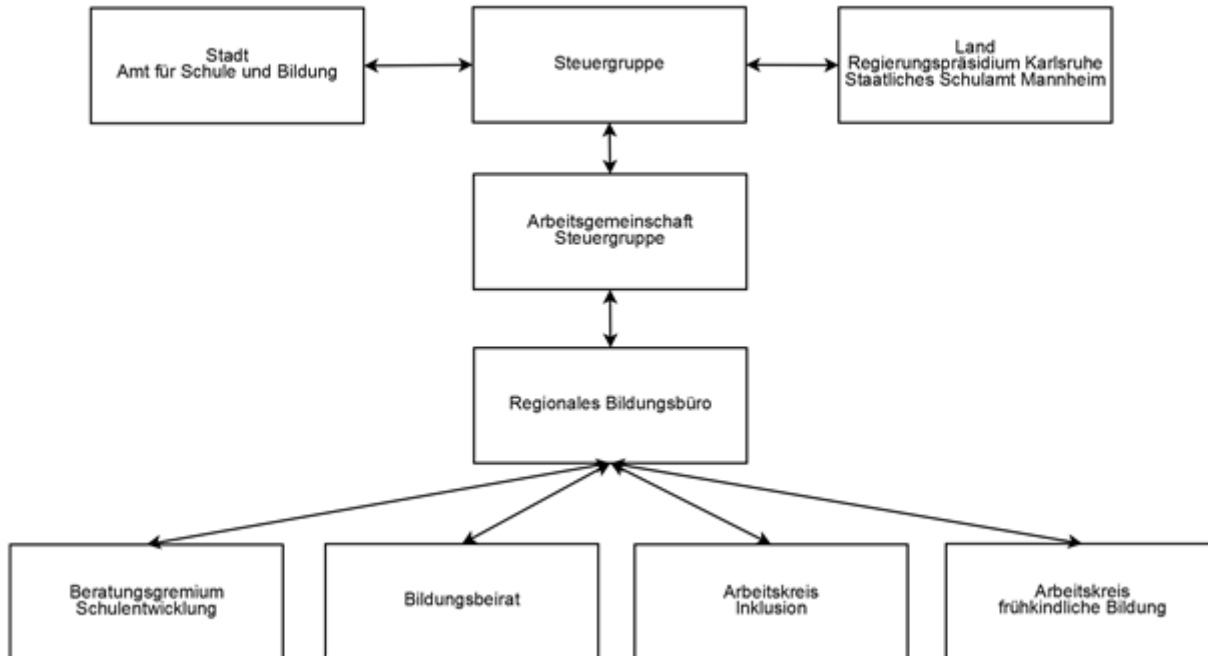 Stadt
Amt für Schule und Bildung
Steuergruppe
Land
Regierungspräsidium Karlsruhe
Staatliches Schulamt Mannheim
Arbeitsgemeinschaft
Steuergruppe
Regionales Bildungsbüro
Beratungsgremium
Schulentwicklung
Bildungsbeirat
Arbeitskreis
Inklusion
Arbeitskreis
frühkindliche Bildung